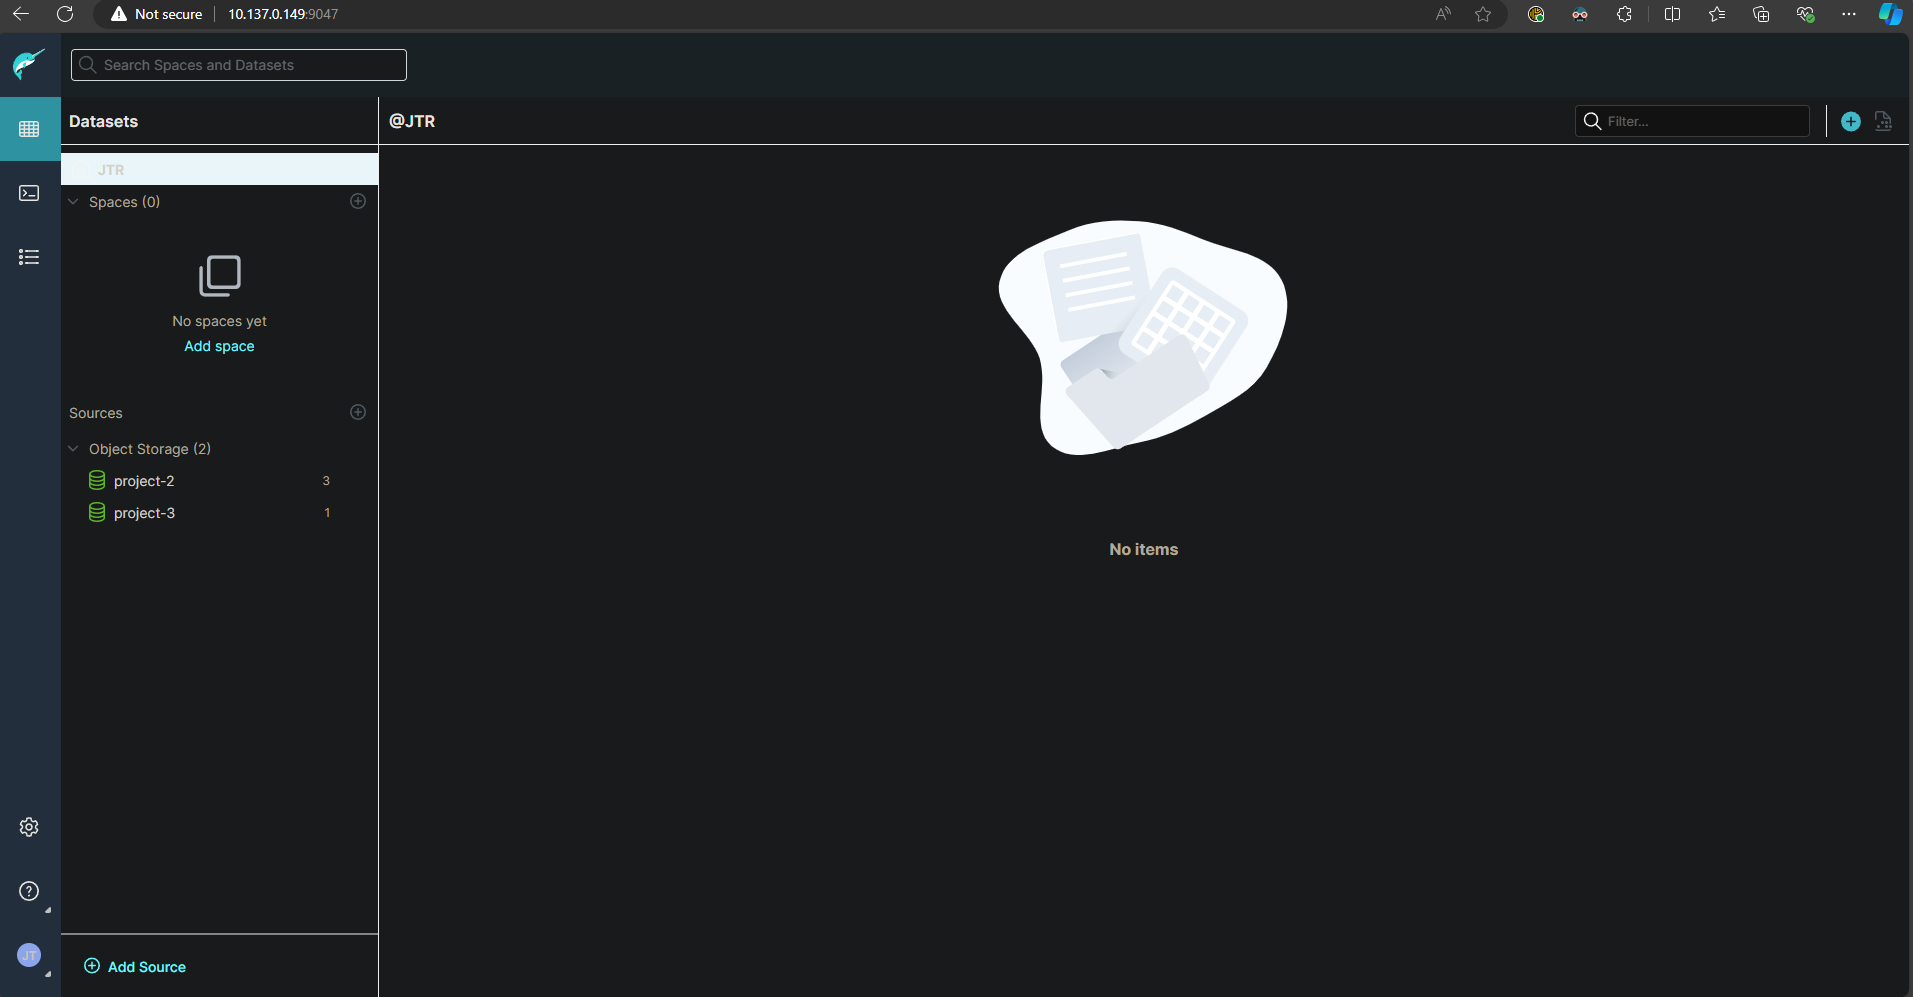 Not secure
10.137.0.149:9047
Search Spaces and Datasets
Datasets
@JTR
Filter...
JTR
Spaces (0)
No spaces yet
Add space
Sources
Object Storage (2)
project-2 3
project-3 1
No items
JT
Add Source